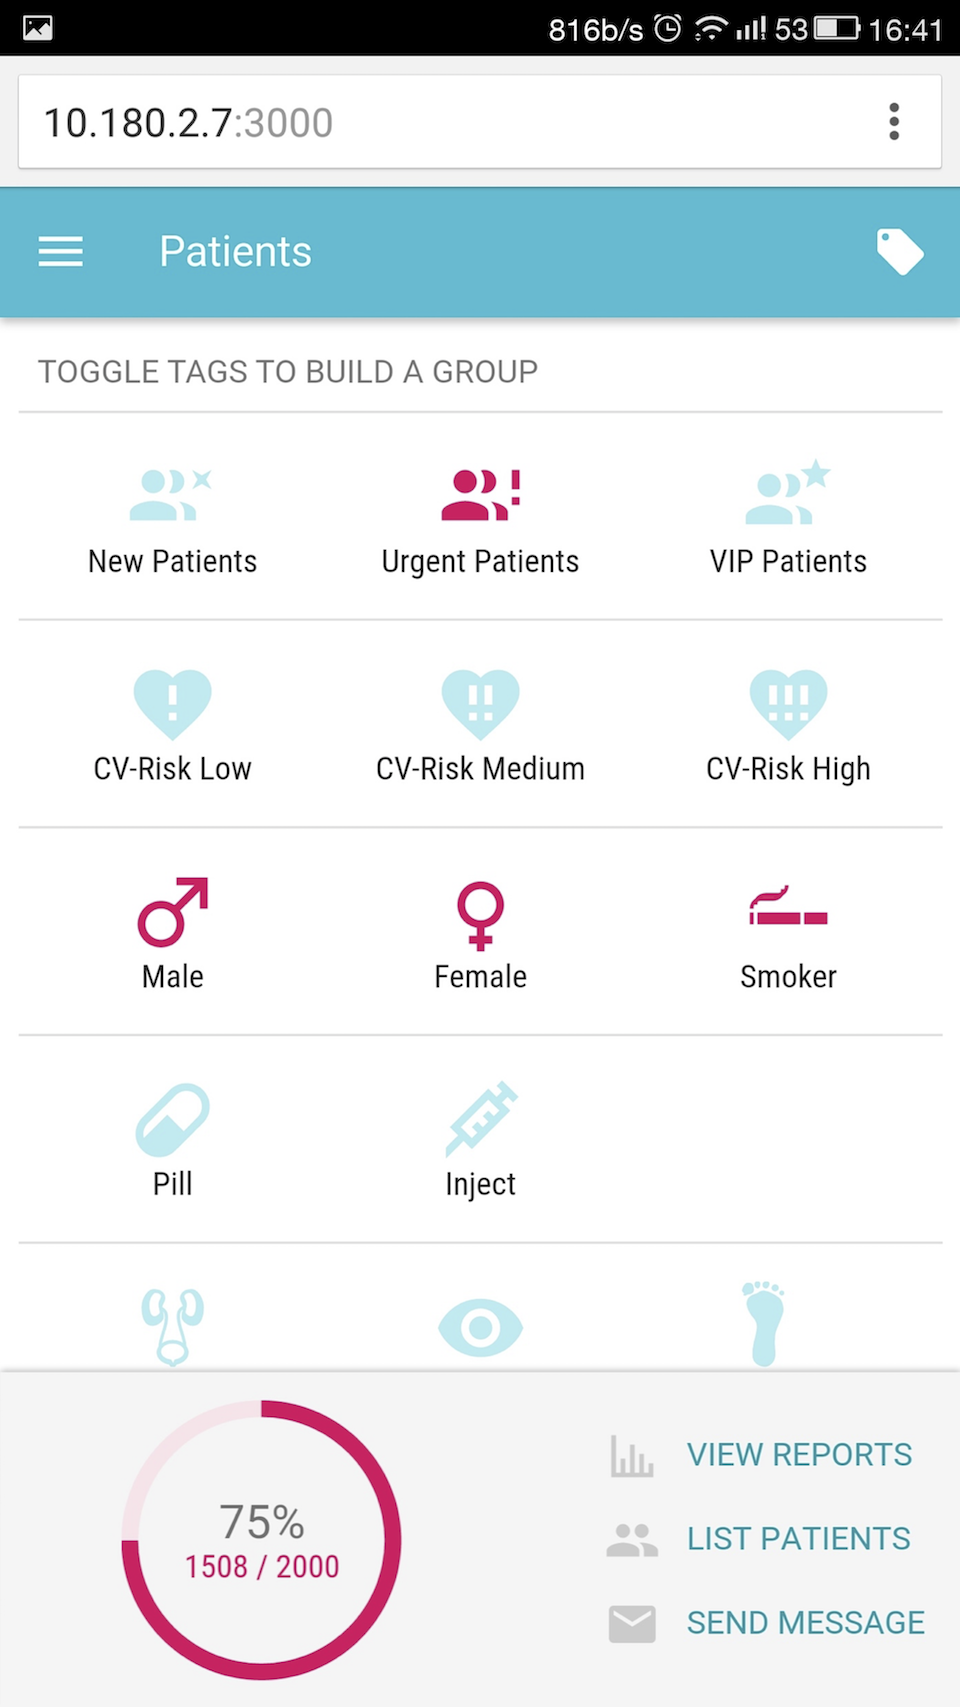 816b/s 53 16:41
10.180.2.7:3000
Patients
TOGGLE TAGS TO BUILD A GROUP
New Patients Urgent Patients VIP Patients
CV-Risk Low CV-Risk Medium CV-Risk High
Male Female Smoker
Pill Inject
75%
1508 / 2000
VIEW REPORTS
LIST PATIENTS
SEND MESSAGE